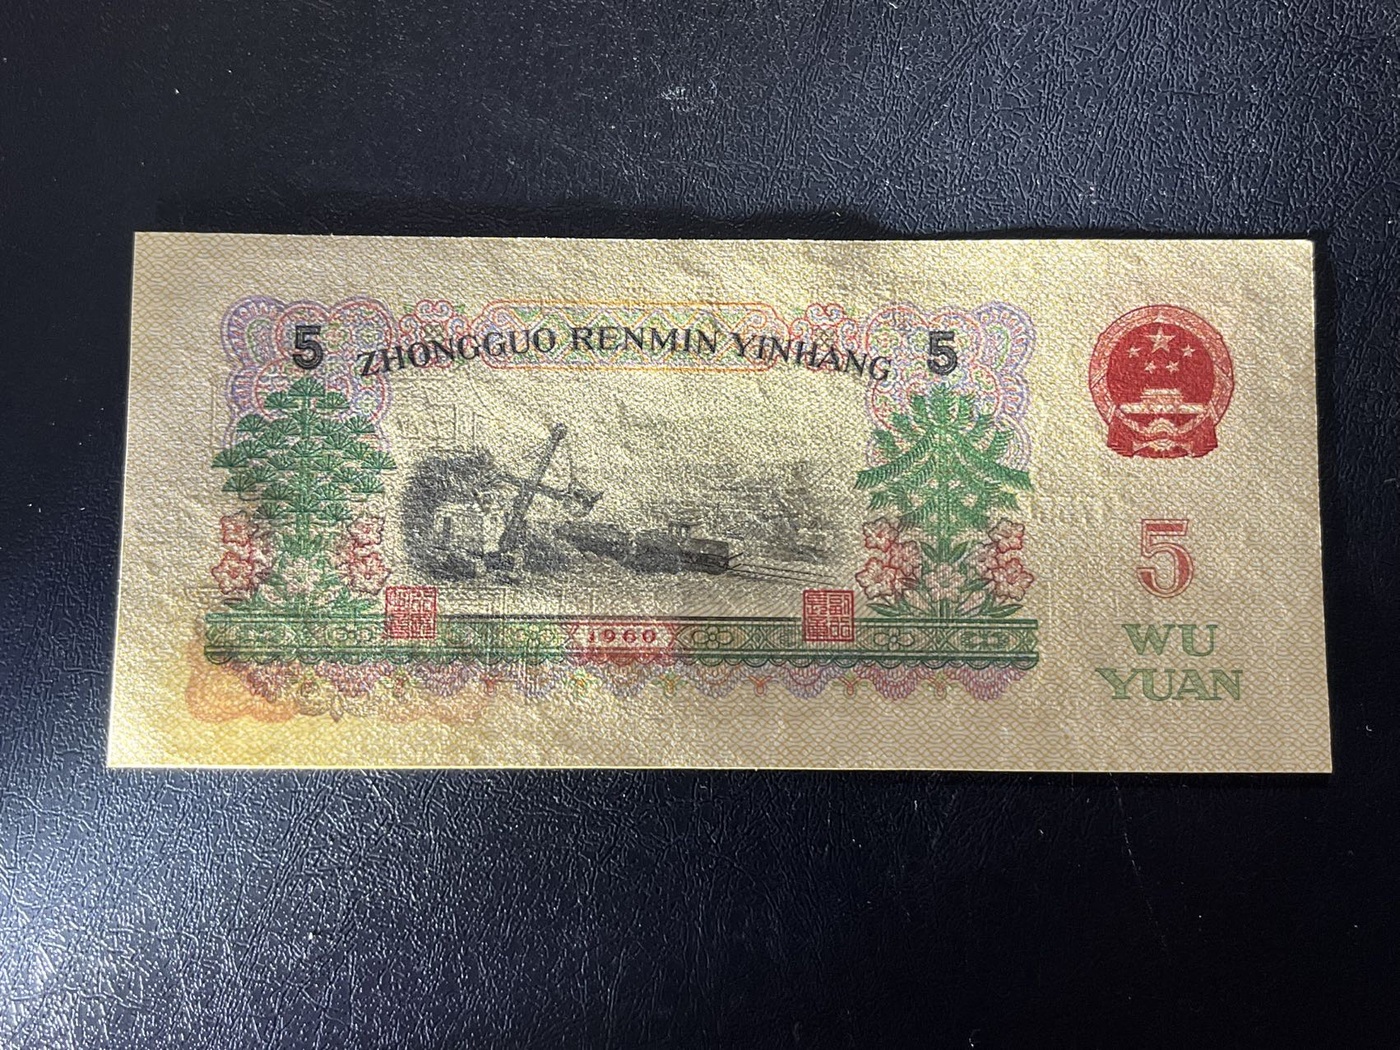 5 ZHONGGUO RENMIN YINHANG 5
5
WU
YUAN
1960